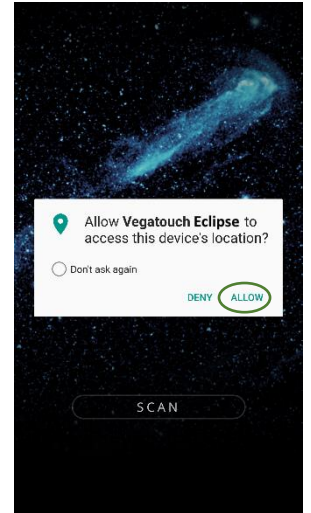 Allow Vegatouch Eclipse to
access this device's location?
Don't ask again
DENY ALLOW
SCAN